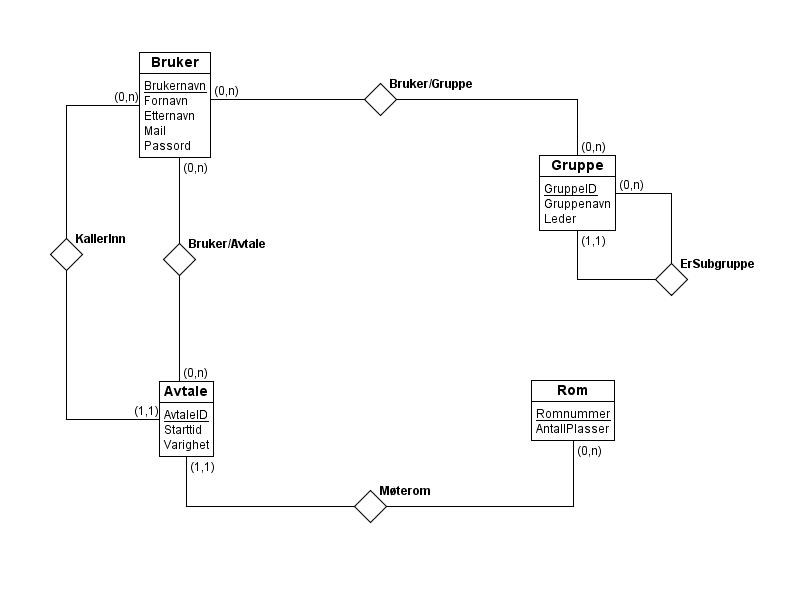 Bruker
Brukernavn
Fornavn
Etternavn
Mail
Passord
(0,n)
(0,n)
(0,n)
Bruker/Gruppe
(0,n)
Gruppe
GruppeID
Gruppenavn
Leder
(0,n)
(1,1)
ErSubgruppe
KallerInn
Bruker/Avtale
(0,n)
Avtale
AvtaleID
Starttid
Varighet
(1,1)
(1,1)
Rom
Romnummer
AntallPlasser
(0,n)
Møterom